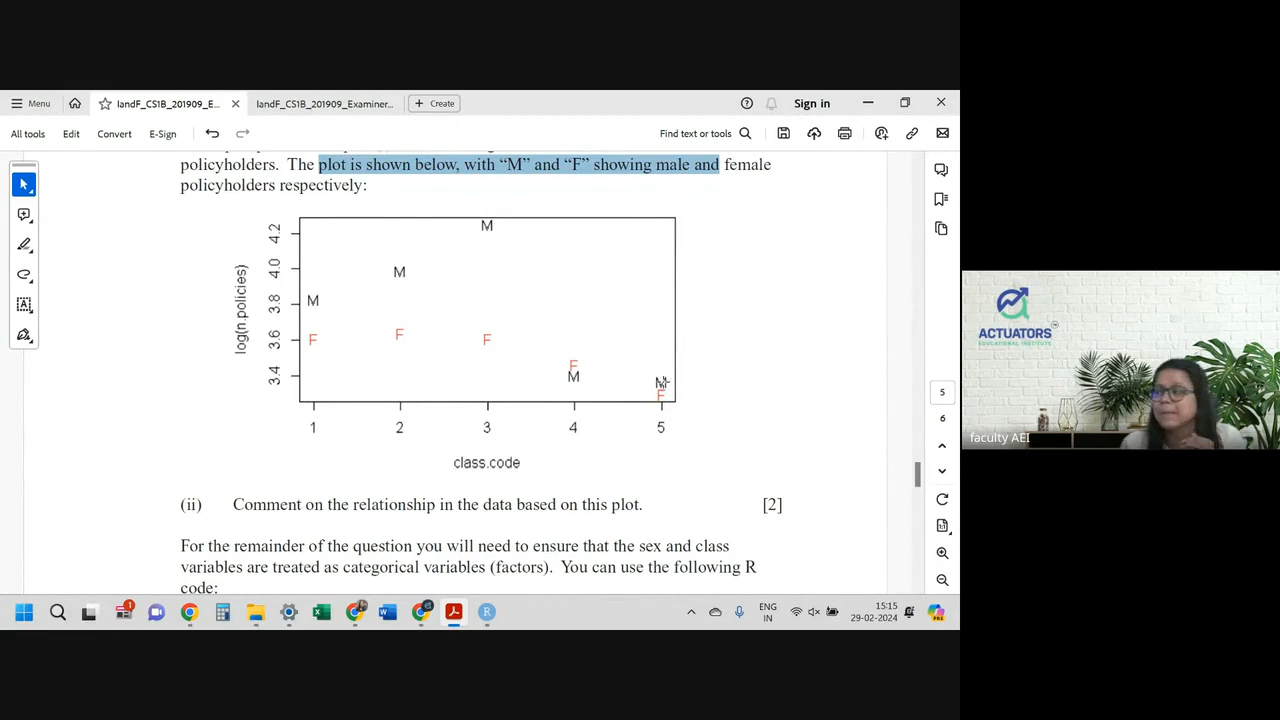 Menu
IandF_CS1B_201909_E...
IandF_CS1B_201909_Examiner...
Create
Sign in
All tools
Edit
Convert
E-Sign
Find text or tools
policyholders. The plot is shown below, with “M” and “F” showing male and female
policyholders respectively:
log(n.policies)
4.2
4.0
3.8
3.6
3.4
M
M
M
F
F
F
F
M
M
F
1
2
3
4
5
class.code
(ii) Comment on the relationship in the data based on this plot. [2]
For the remainder of the question you will need to ensure that the sex and class
variables are treated as categorical variables (factors). You can use the following R
code:
5
6
ACTUATORS
EDUCATIONAL INSTITUTE
faculty AEI
ENG
IN
15:15
29-02-2024